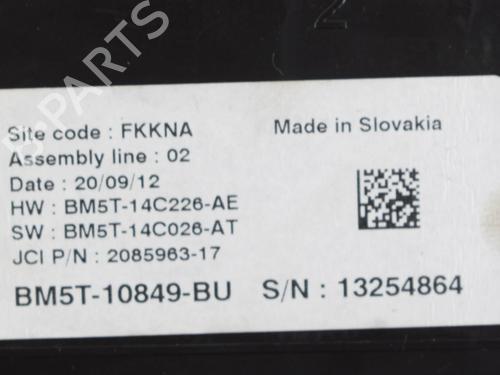 2
B-PARTS
Site code : FKKNA
Made in Slovakia
Assembly line : 02
Date : 20/09/12
HW : BM5T-14C226-AE
SW : BM5T-14C026-AT
JCI P/N : 2085963-17
BM5T-10849-BU S/N : 13254864